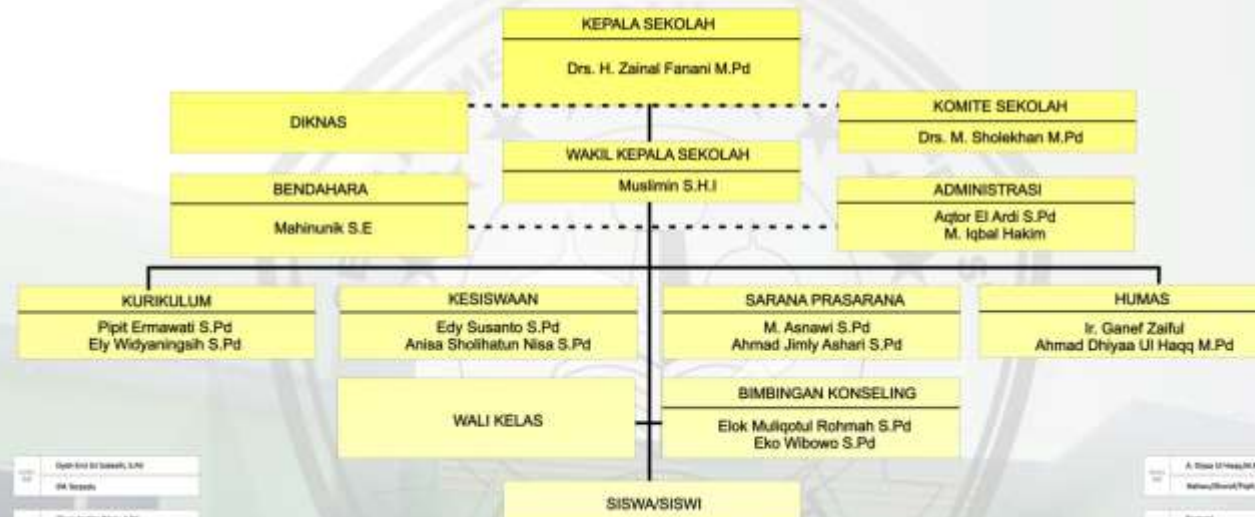 KEPALA SEKOLAH
Drs. H. Zainal Fanani M.Pd
DIKNAS
KOMITE SEKOLAH
Drs. M. Sholekhan M.Pd
WAKIL KEPALA SEKOLAH
Muslimin S.H.I
BENDAHARA
Mahinunik S.E
ADMINISTRASI
Aqtor El Ardi S.Pd
M. Iqbal Hakim
KURIKULUM
Pipit Ermawati S.Pd
Ely Widyaningsih S.Pd
KESISWAAN
Edy Susanto S.Pd
Anisa Sholihatun Nisa S.Pd
SARANA PRASARANA
M. Asnawi S.Pd
Ahmad Jimly Ashari S.Pd
HUMAS
Ir. Ganef Zaiful
Ahmad Dhiyaa Ul Haqq M.Pd
WALI KELAS
BIMBINGAN KONSELING
Elok Muliqotul Rohmah S.Pd
Eko Wibowo S.Pd
SISWA/SISWI